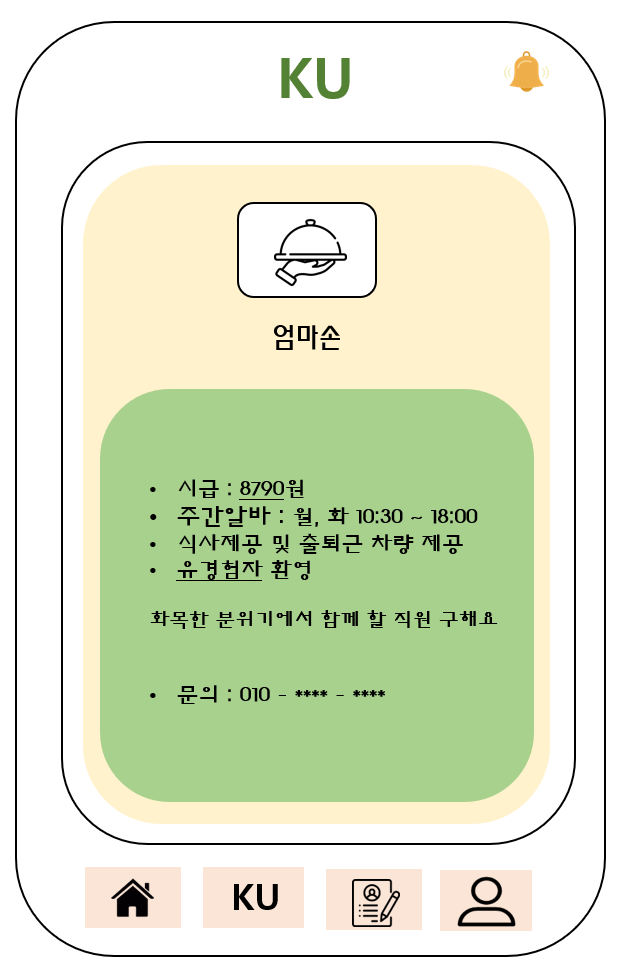 KU
엄마손
• 시급 : 8790원
• 주간알바 : 월, 화 10:30 ~ 18:00
• 식사제공 및 출퇴근 차량 제공
• 유경험자 환영
화목한 분위기에서 함께 할 직원 구해요
• 문의 : 010 - **** - ****
KU